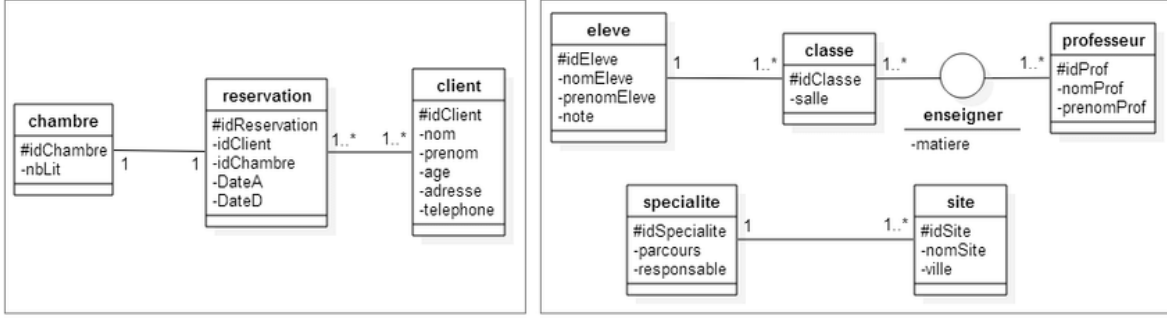 chambre
#idChambre
-nbLit
1
1
reservation
#idReservation
-idClient
-idChambre
-DateA
-DateD
1..*
1..*
client
#idClient
-nom
-prenom
-age
-adresse
-telephone
eleve
#idEleve
-nomEleve
-prenomEleve
-note
1
1..*
classe
#idClasse
-salle
1..*
enseigner
-matiere
1..*
professeur
#idProf
-nomProf
-prenomProf
specialite
#idSpecialite
-parcours
-responsable
1
1..*
site
#idSite
-nomSite
-ville